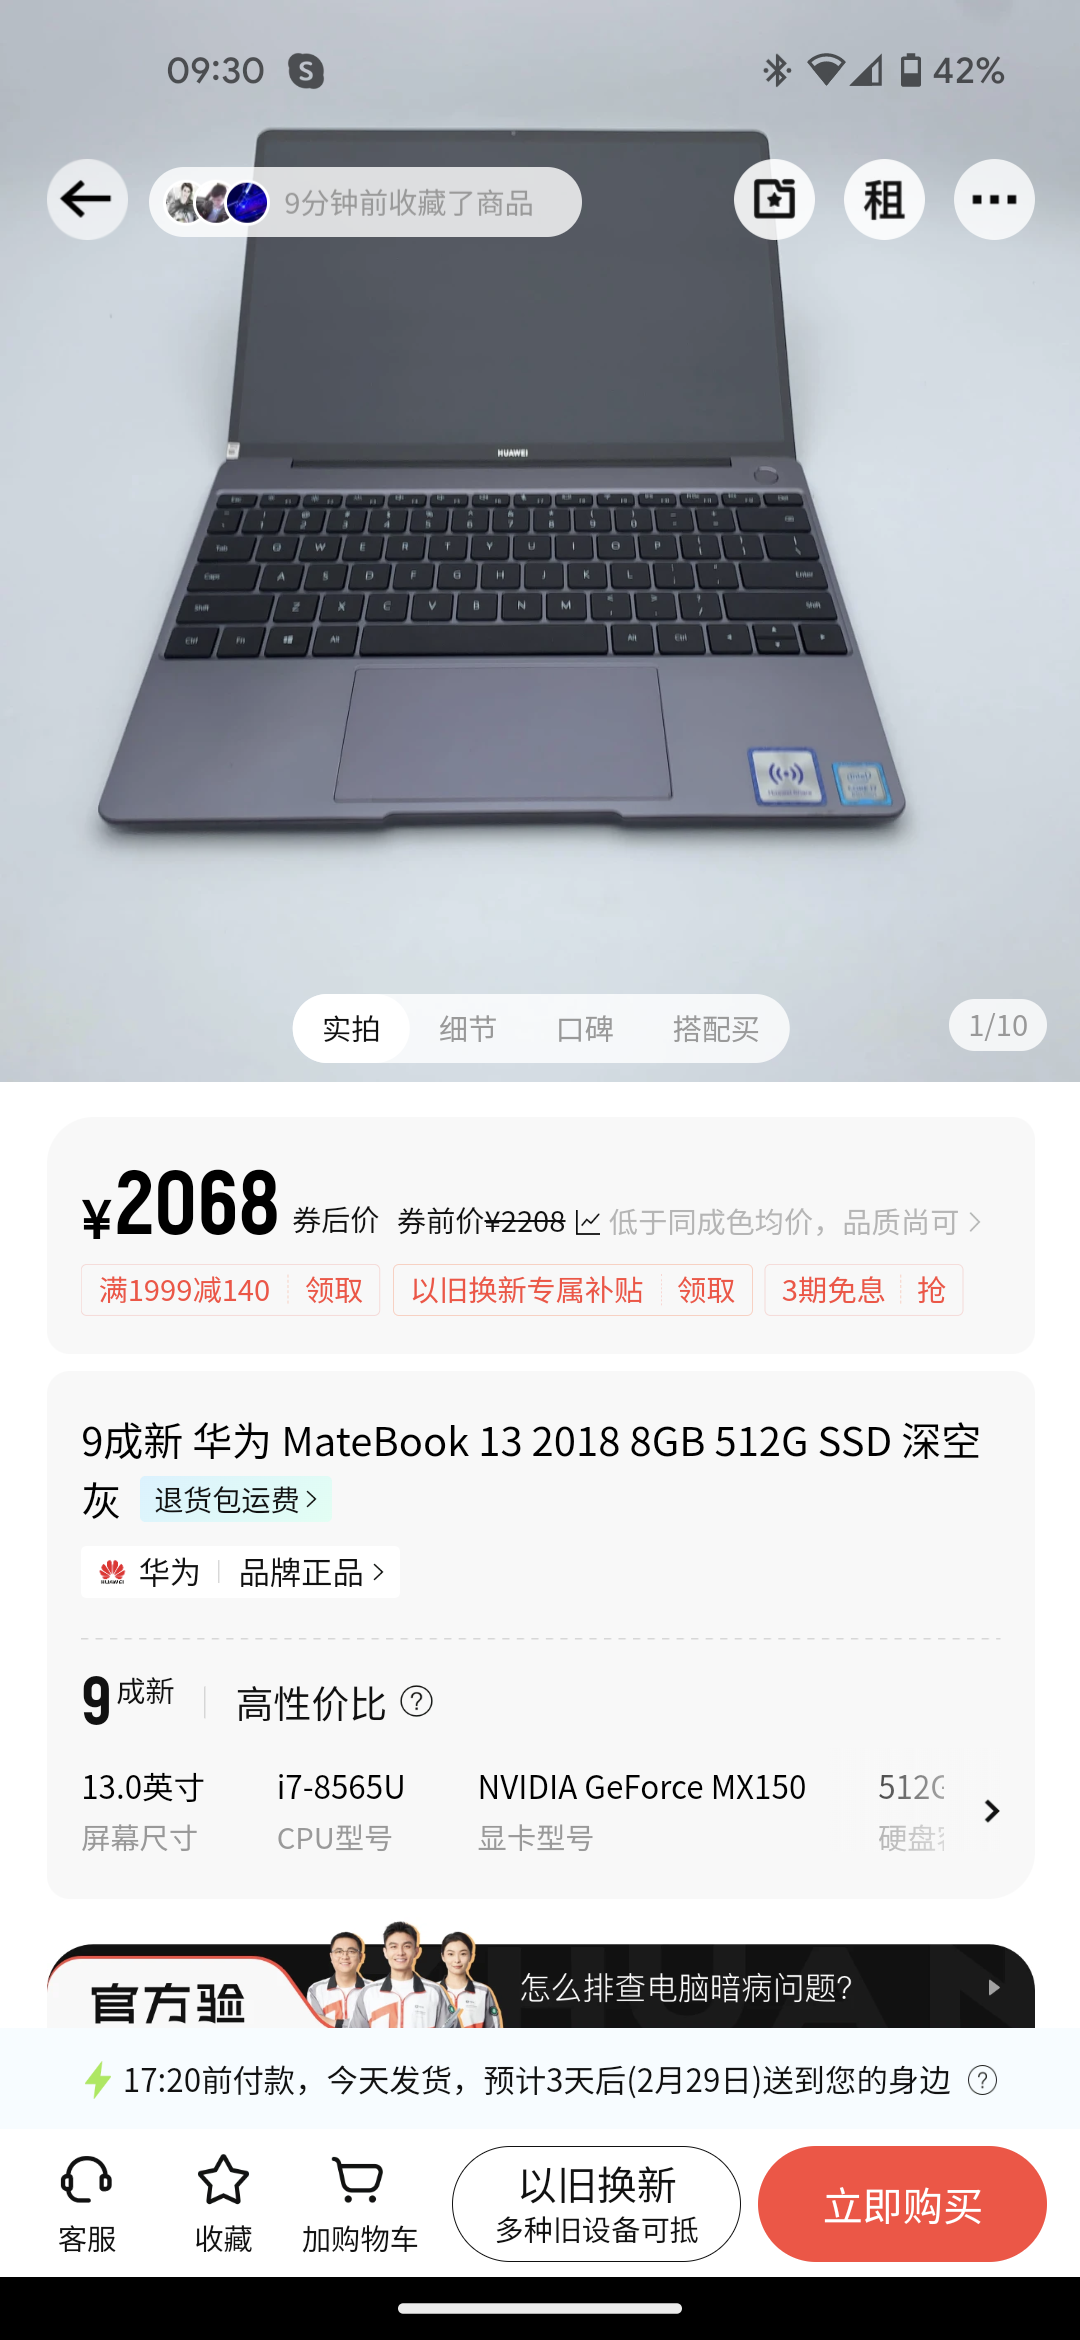 09:30
42%
9分钟前收藏了商品
租
HUAWEI
实拍 细节 口碑 搭配买
1/10
¥2068 券后价 券前价¥2208 低于同成色均价，品质尚可
满1999减140 领取 以旧换新专属补贴 领取 3期免息 抢
9成新 华为 MateBook 13 2018 8GB 512G SSD 深空
灰 退货包运费
华为 品牌正品
9成新 高性价比
13.0英寸 i7-8565U NVIDIA GeForce MX150 512G
屏幕尺寸 CPU型号 显卡型号 硬盘
官方验 怎么排查电脑暗病问题？
17:20前付款，今天发货，预计3天后(2月29日)送到您的身边
以旧换新
多种旧设备可抵
立即购买
客服 收藏 加购物车